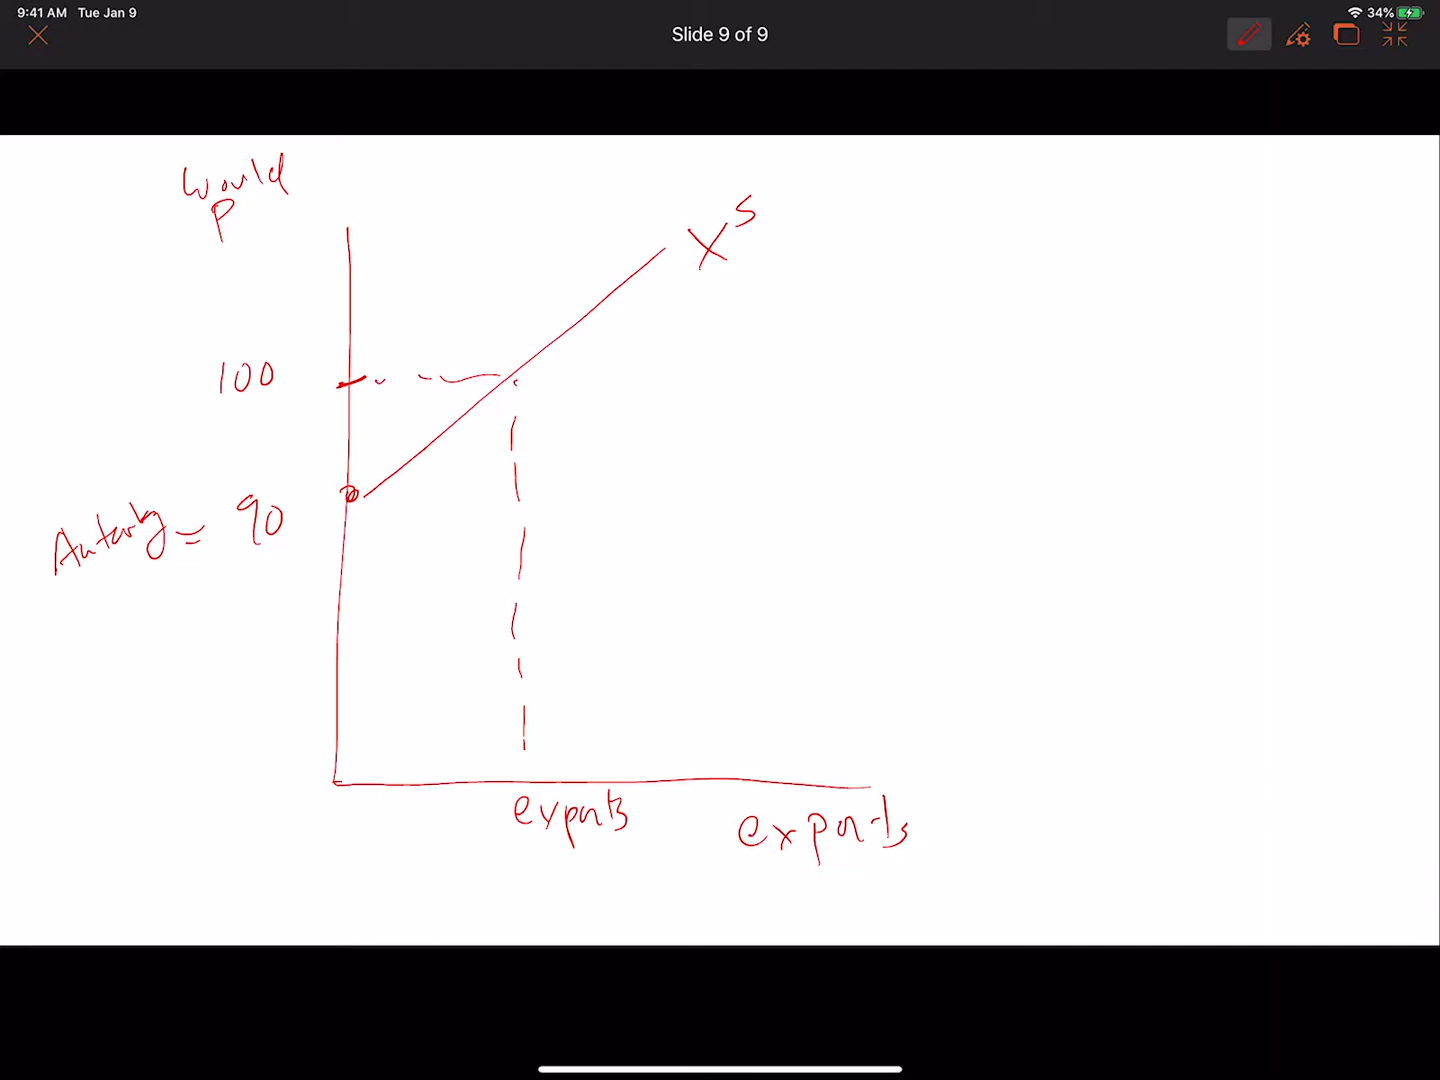 9:41 AM Tue Jan 9
34%
Slide 9 of 9
World
P
X^S
100
Autarky = 90
exports
exports